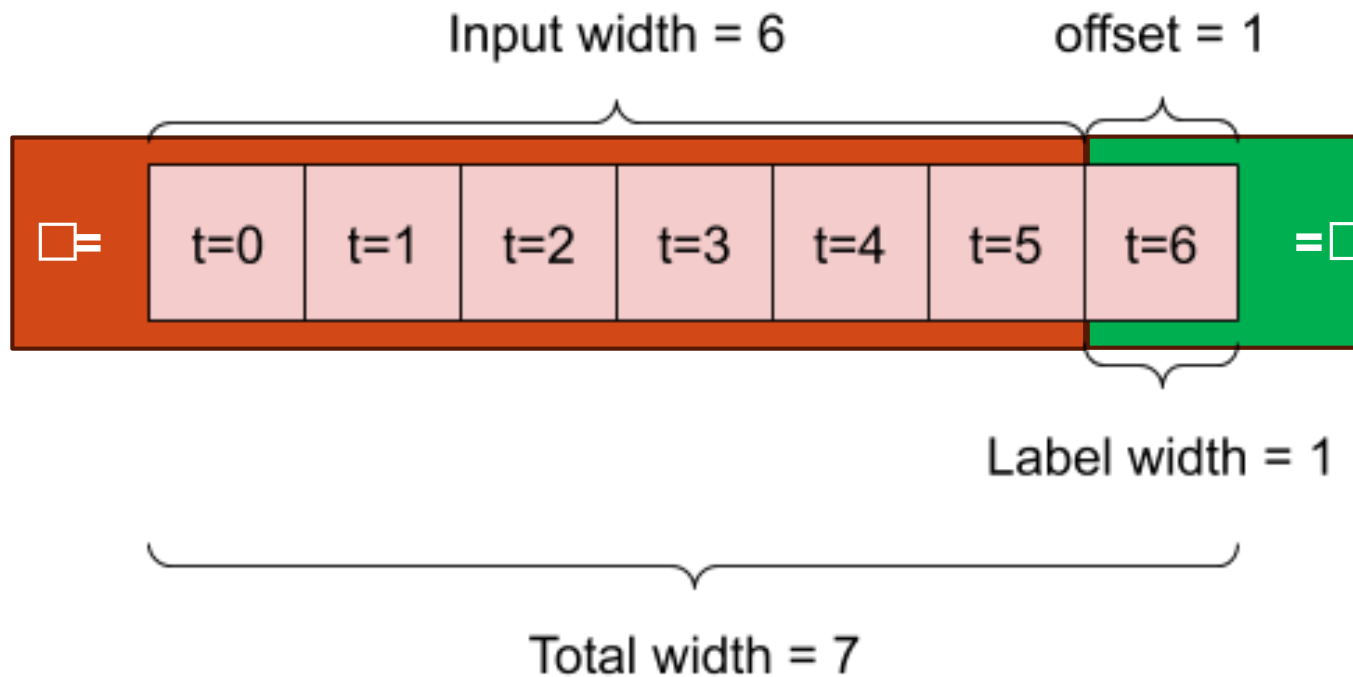 Input width = 6
offset = 1
□=
t=0
t=1
t=2
t=3
t=4
t=5
t=6
=□
Label width = 1
Total width = 7